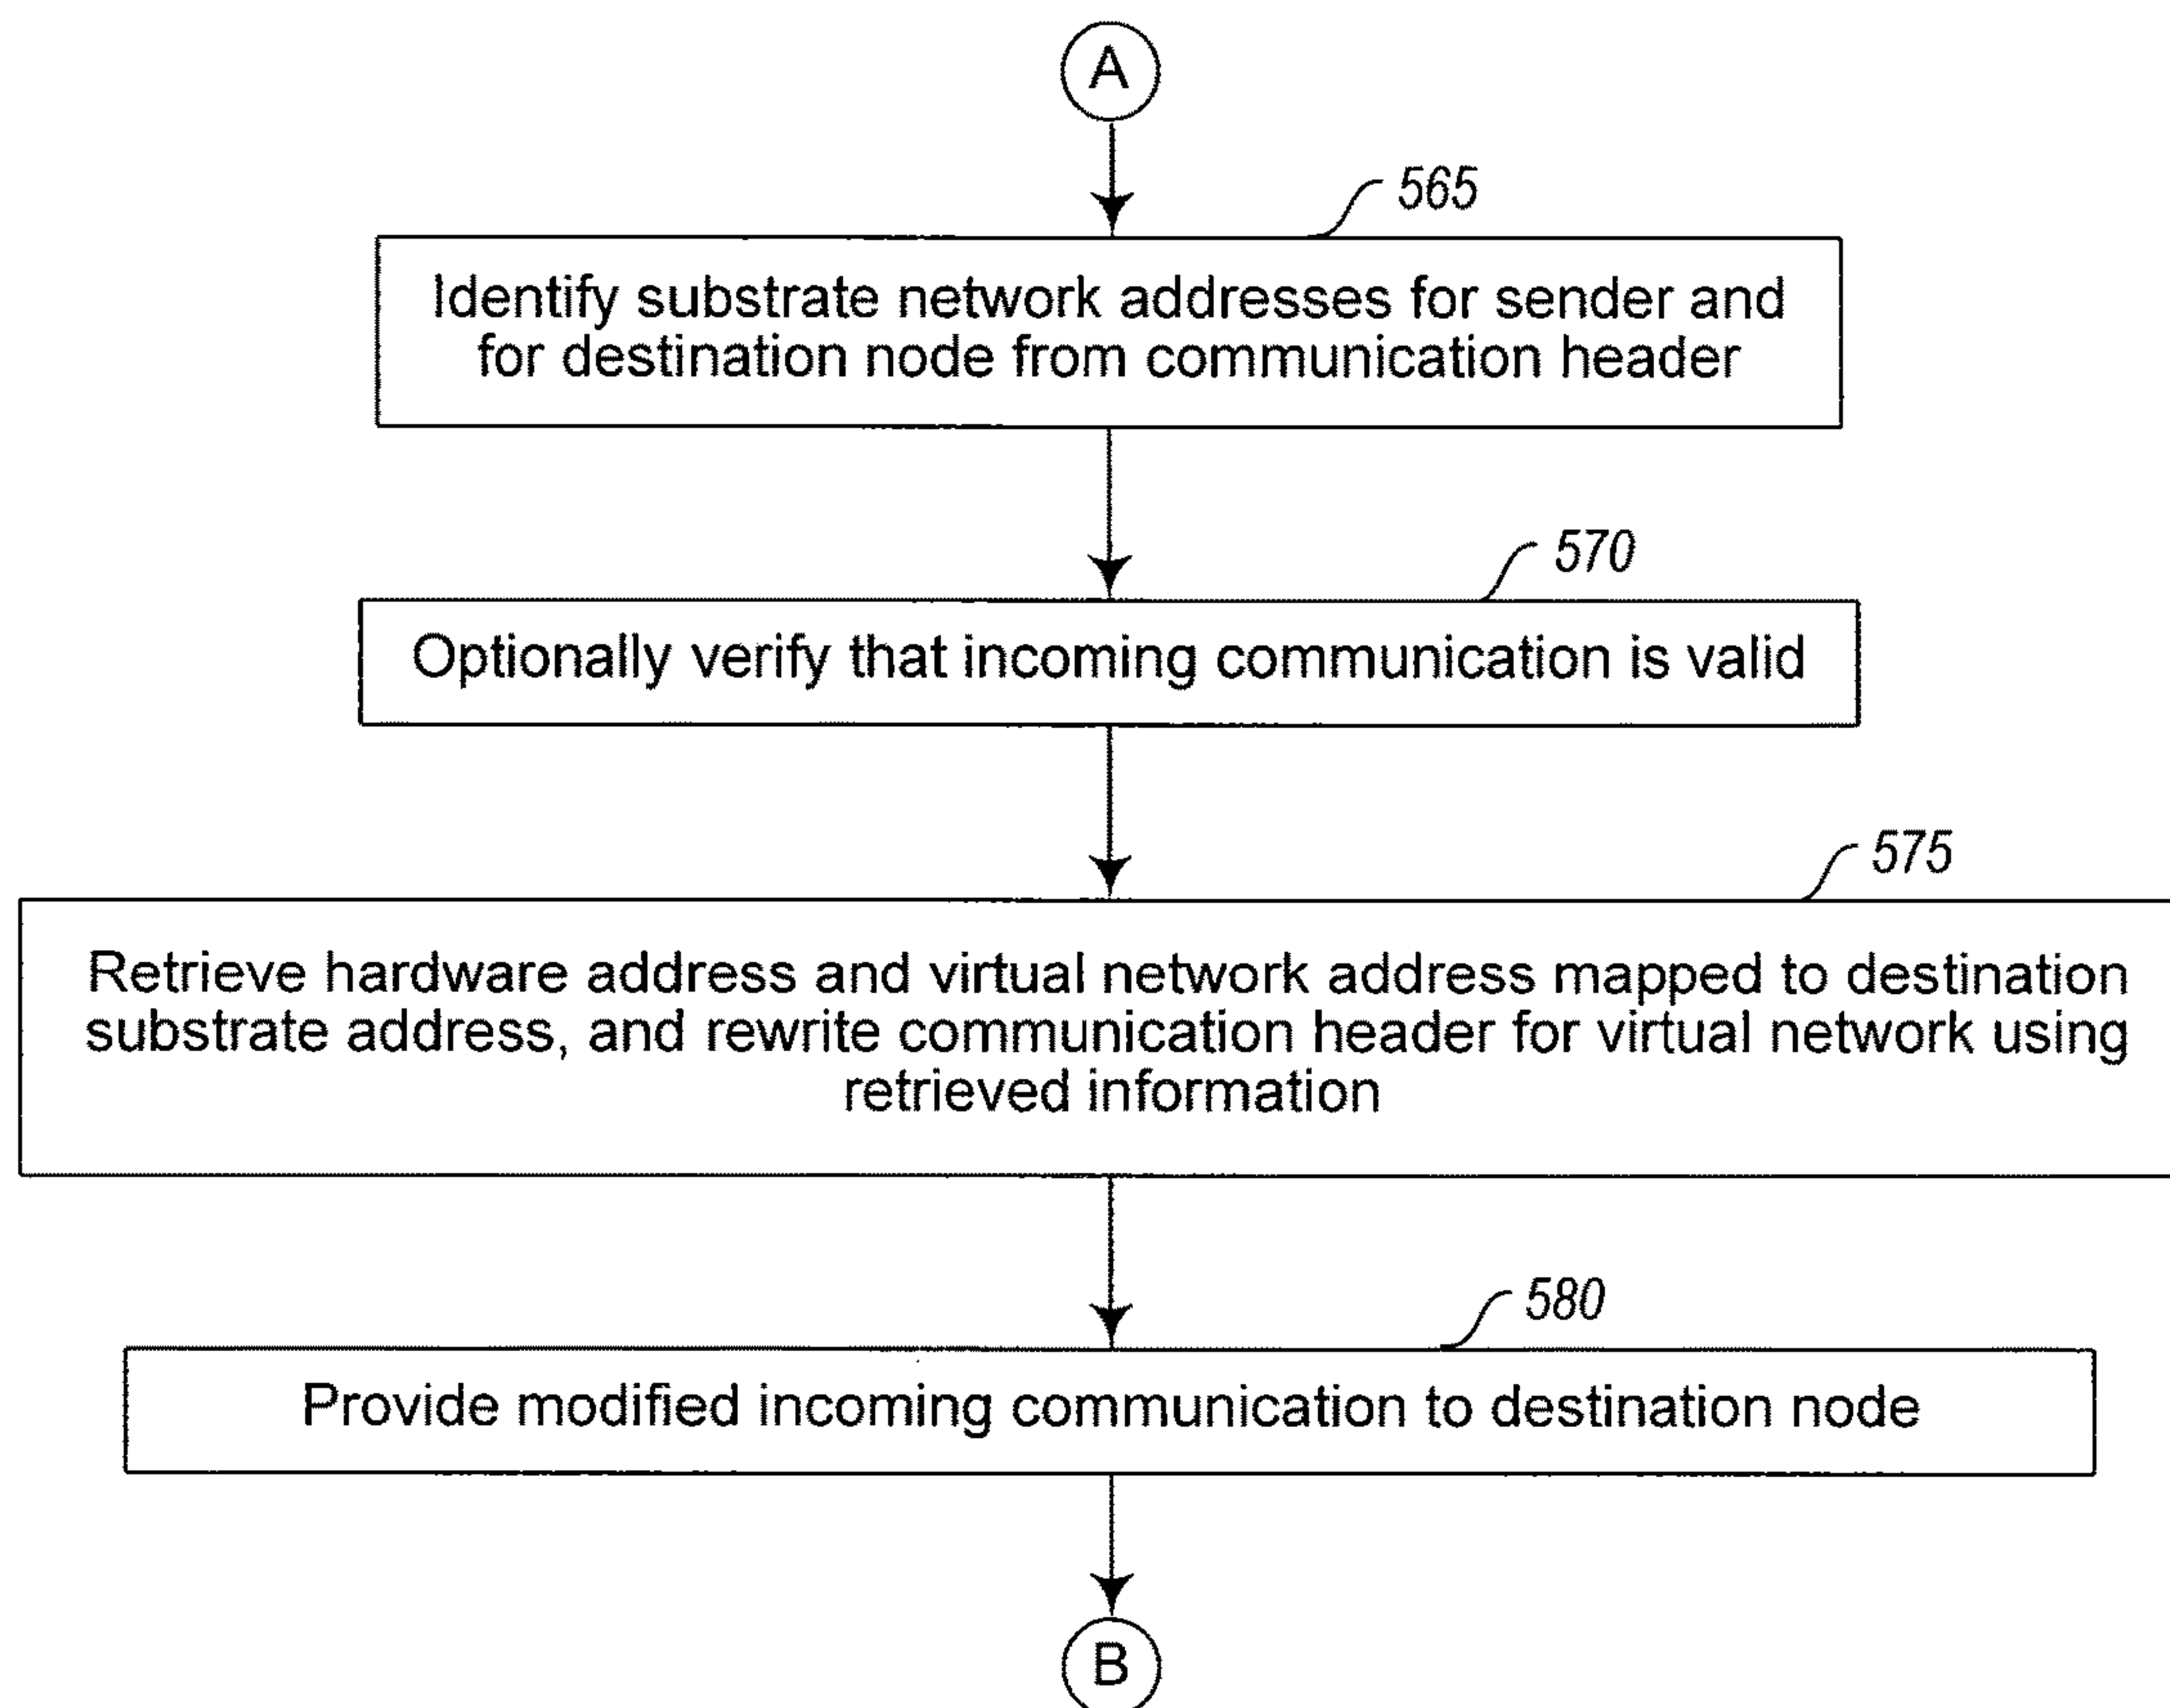 A
565
Identify substrate network addresses for sender and
for destination node from communication header
570
Optionally verify that incoming communication is valid
575
Retrieve hardware address and virtual network address mapped to destination
substrate address, and rewrite communication header for virtual network using
retrieved information
580
Provide modified incoming communication to destination node
B